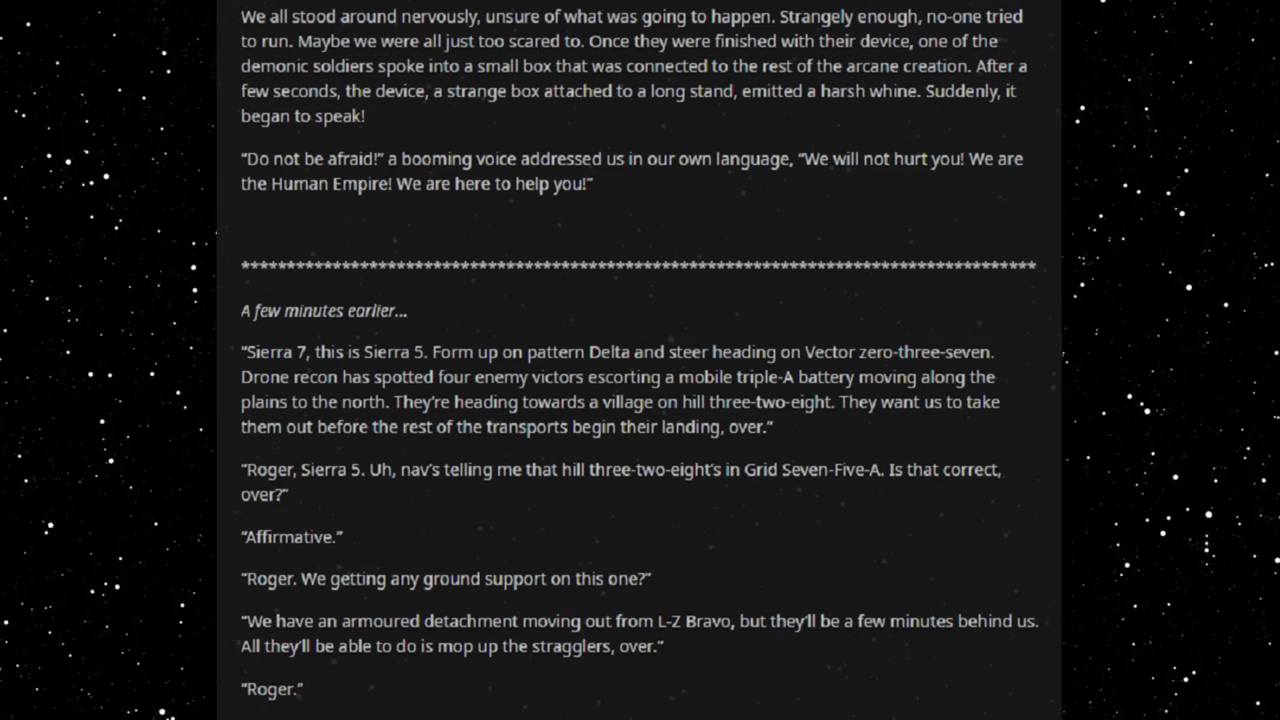 We all stood around nervously, unsure of what was going to happen. Strangely enough, no-one tried
to run. Maybe we were all just too scared to. Once they were finished with their device, one of the
demonic soldiers spoke into a small box that was connected to the rest of the arcane creation. After a
few seconds, the device, a strange box attached to a long stand, emitted a harsh whine. Suddenly, it
began to speak!
“Do not be afraid!” a booming voice addressed us in our own language, “We will not hurt you! We are
the Human Empire! We are here to help you!”
****************************************************************************************
A few minutes earlier...
“Sierra 7, this is Sierra 5. Form up on pattern Delta and steer heading on Vector zero-three-seven.
Drone recon has spotted four enemy victors escorting a mobile triple-A battery moving along the
plains to the north. They’re heading towards a village on hill three-two-eight. They want us to take
them out before the rest of the transports begin their landing, over.”
“Roger, Sierra 5. Uh, nav’s telling me that hill three-two-eight’s in Grid Seven-Five-A. Is that correct,
over?”
“Affirmative.”
“Roger. We getting any ground support on this one?”
“We have an armoured detachment moving out from L-Z Bravo, but they’ll be a few minutes behind us.
All they’ll be able to do is mop up the stragglers, over.”
“Roger.”